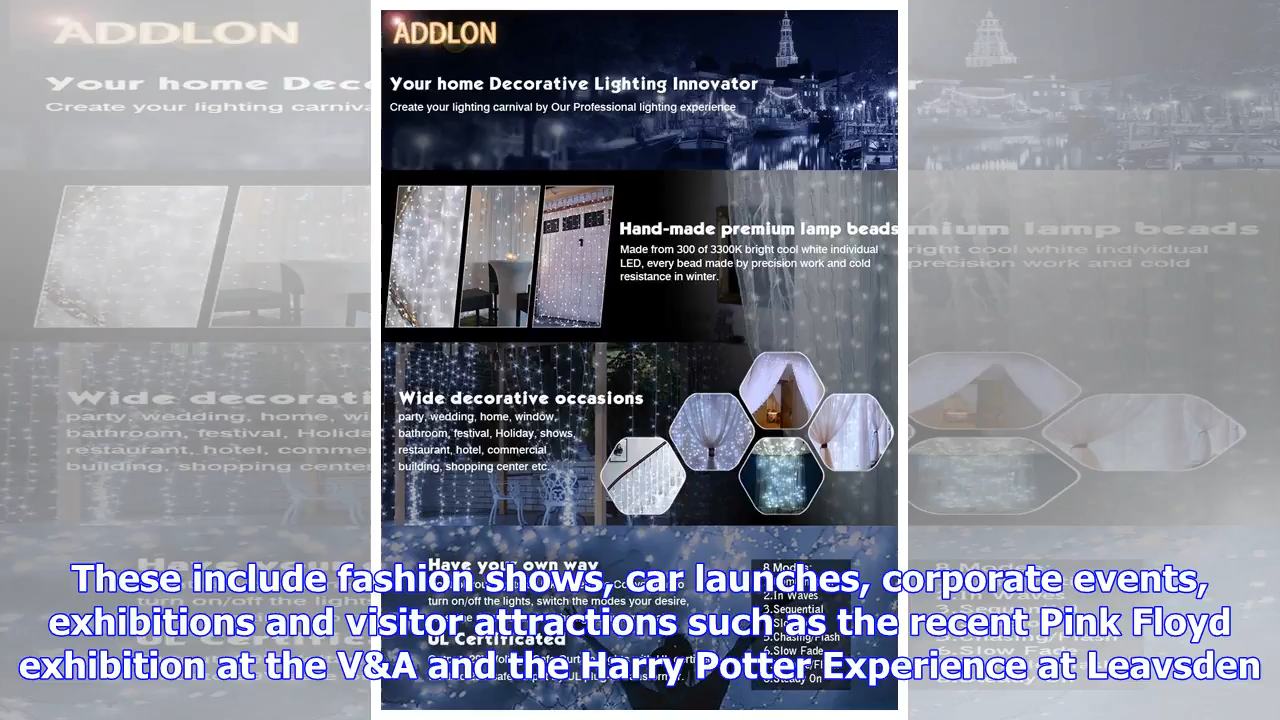 ADDLON
Your home Decorative Lighting Innovator
Create your lighting carnival by Our Professional lighting experience
Hand-made premium lamp beads
Made from 300 of 3300K bright cool white individual
LED, every bead made by precision work and cold
resistance in winter.
Wide decorative occasions
party, wedding, home, window,
bathroom, festival, Holiday, shows,
restaurant, hotel, commercial
building, shopping center etc.
Have your own way
turn on/off the lights, switch the modes your desire,
UL Certificated
8 Modes:
2.In Waves
3.Sequential
5.Chasing/Flash
6.Slow Fade
8.Steady On
These include fashion shows, car launches, corporate events,
exhibitions and visitor attractions such as the recent Pink Floyd
exhibition at the V&A and the Harry Potter Experience at Leavsden